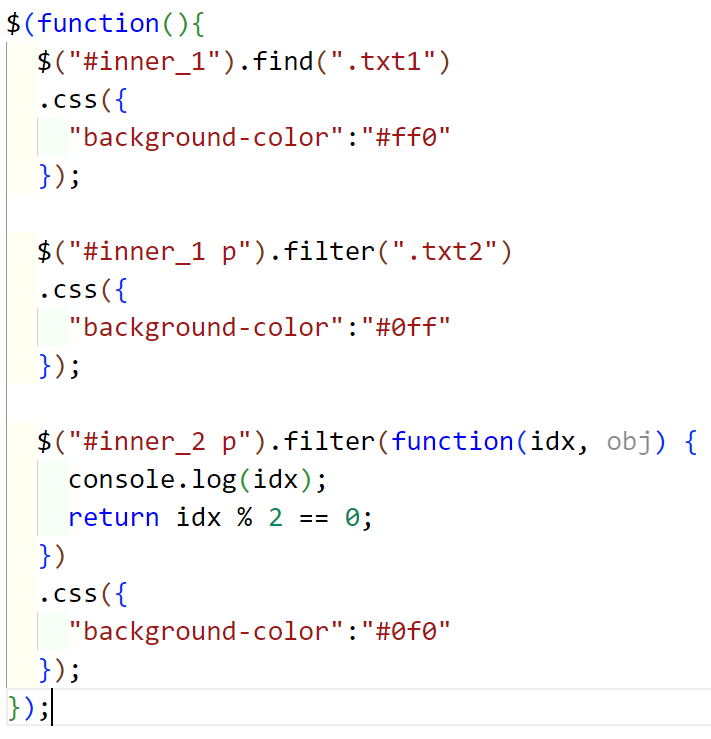 $(function(){
  $("#inner_1").find(".txt1")
  .css({
    "background-color":"#ff0"
  });

  $("#inner_1 p").filter(".txt2")
  .css({
    "background-color":"#0ff"
  });

  $("#inner_2 p").filter(function(idx, obj) {
    console.log(idx);
    return idx % 2 == 0;
  })
  .css({
    "background-color":"#0f0"
  });
});